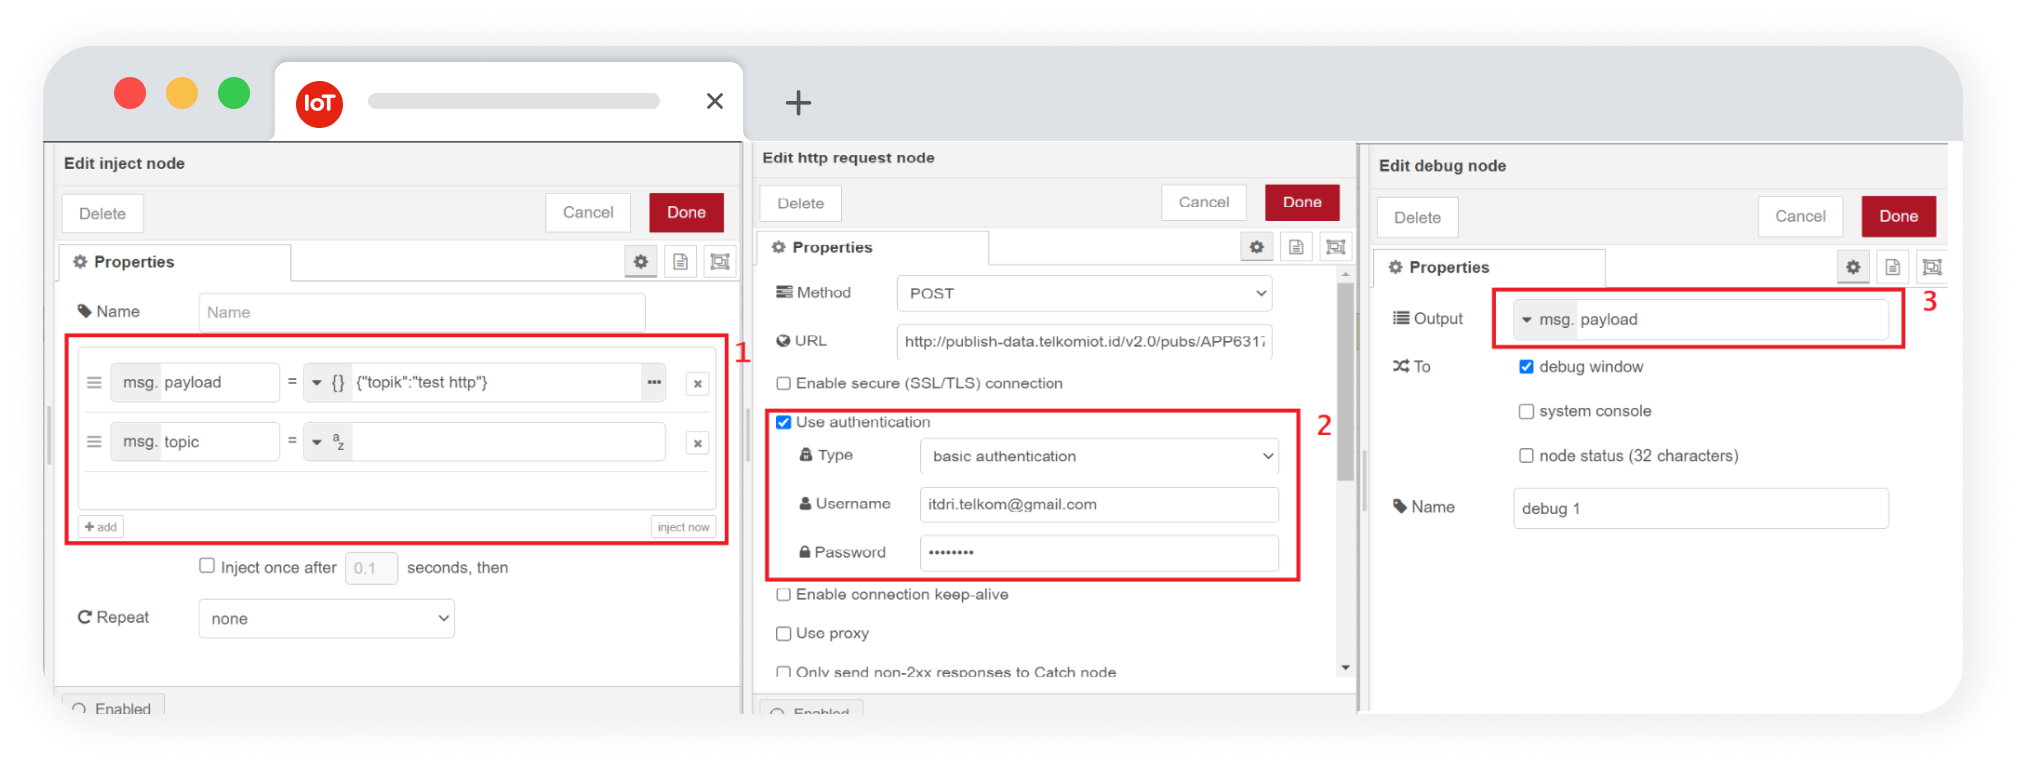 IoT
Edit inject node
Delete
Cancel
Done
Properties
Name
Name
1
msg. payload = {} {"topik":"test http"} •••
msg. topic = a z
add
inject now
Inject once after 0.1 seconds, then
Repeat
none
Enabled
Edit http request node
Delete
Cancel
Done
Properties
Method
POST
URL
http://publish-data.telkomiot.id/v2.0/pubs/APP6317
Enable secure (SSL/TLS) connection
2
Use authentication
Type
basic authentication
Username
itdri.telkom@gmail.com
Password
••••••••
Enable connection keep-alive
Use proxy
Only send non-2xx responses to Catch node
Enabled
Edit debug node
Delete
Cancel
Done
Properties
3
Output
msg. payload
To
debug window
system console
node status (32 characters)
Name
debug 1